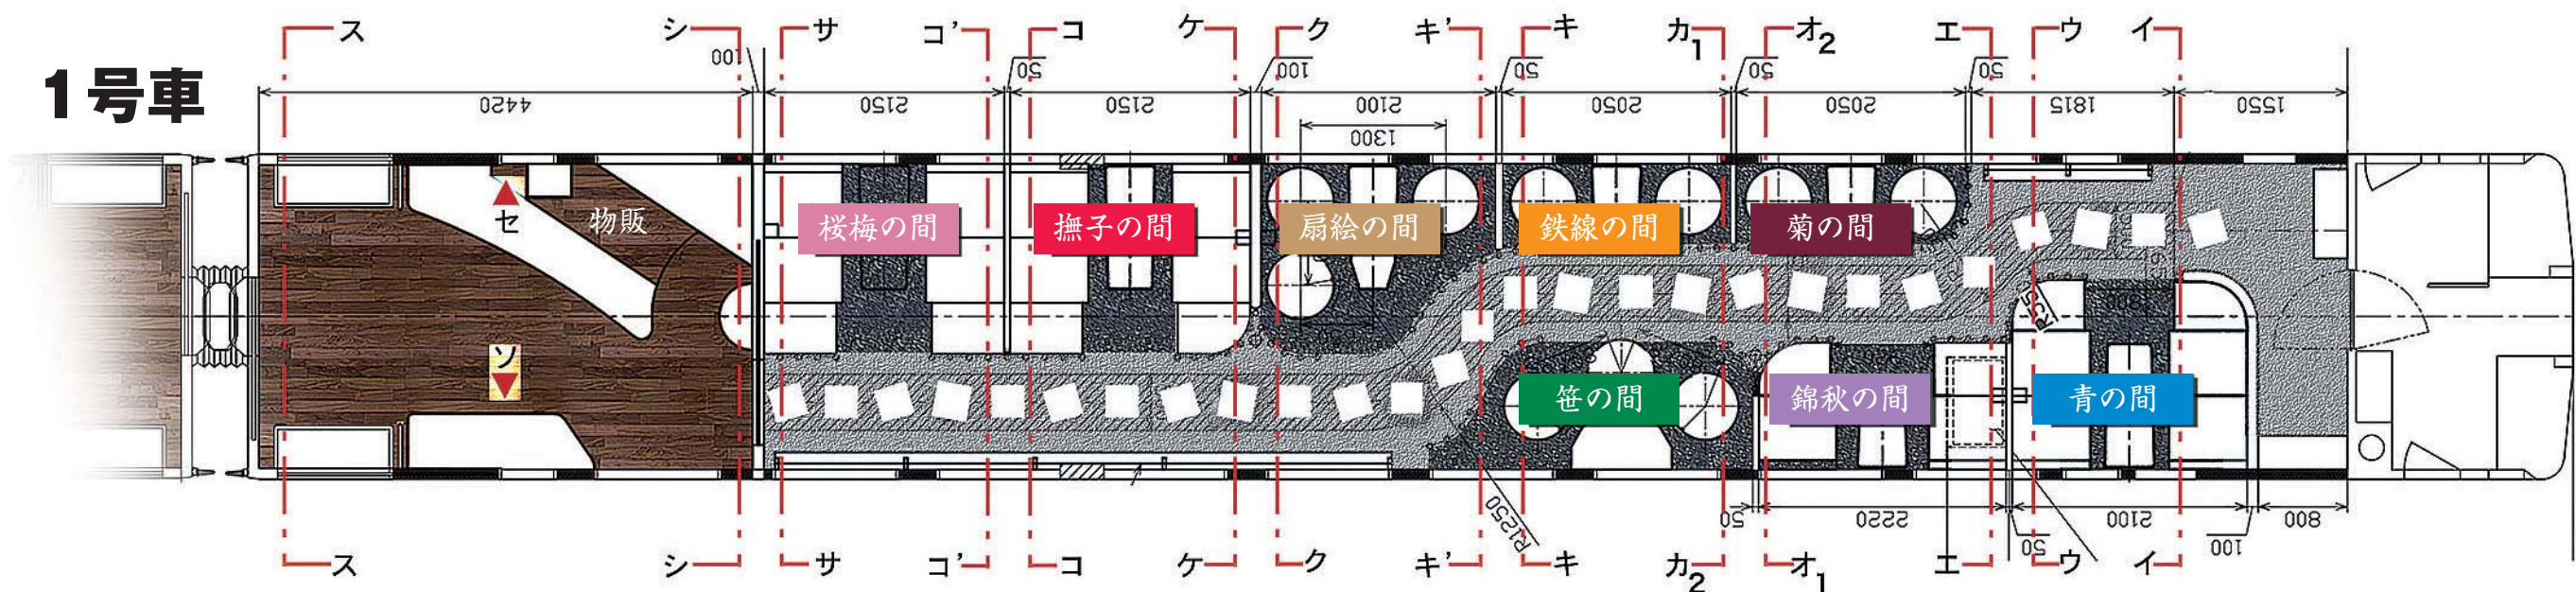 ス シ サ コ’ コ ケ ク キ’ キ カ1 オ2 エ ウ イ
1号車
100 50 100 50 50 50
4420 2150 2150 2100 2050 2050 1815 1550
1300
セ 物販
桜梅の間 撫子の間 扇絵の間 鉄線の間 菊の間
ソ
笹の間 錦秋の間 青の間
R1250 50 2220 50 2100 100 800
ス シ サ コ’ コ ケ ク キ’ キ カ2 オ1 エ ウ イ